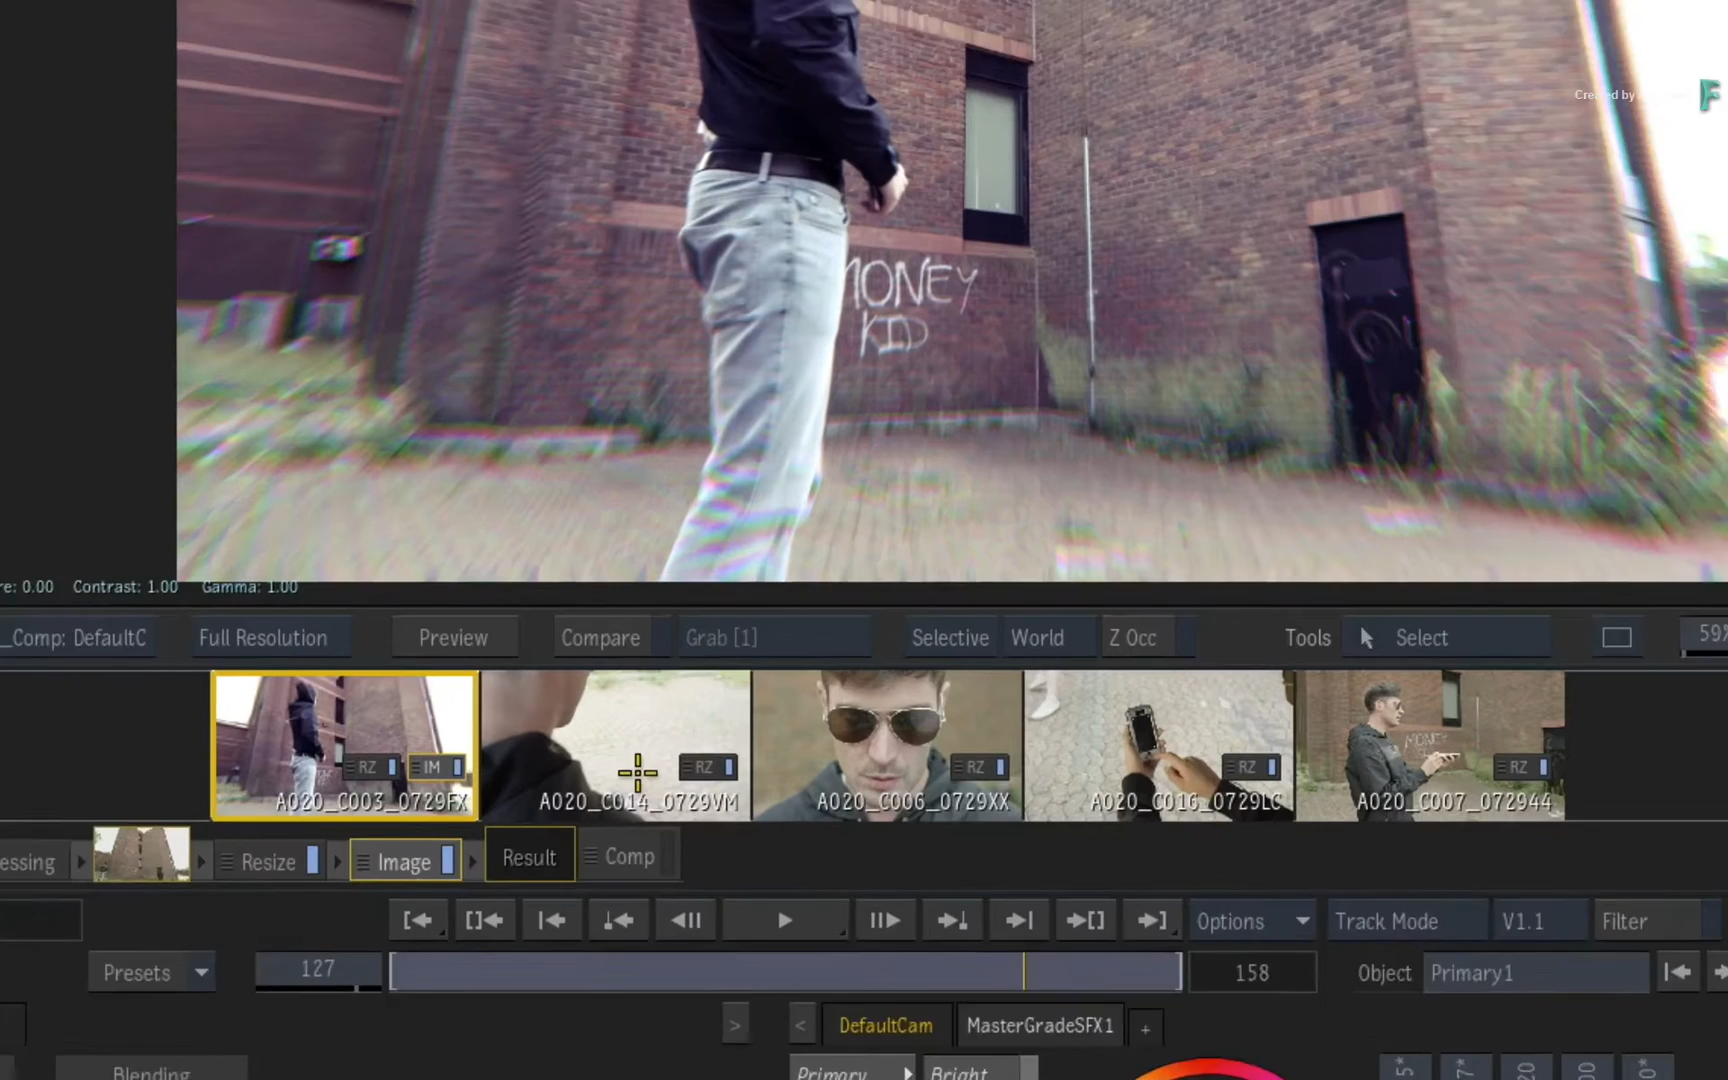 Created by
F
MONEY
KID
re: 0.00 Contrast: 1.00 Gamma: 1.00
_Comp: DefaultC Full Resolution Preview Compare Grab [1] Selective World Z Occ Tools Select 59%
RZ IM RZ RZ RZ RZ
A020_C003_0729FX A020_C014_0729VM A020_C006_0729XX A020_C016_0729LC A020_C007_072944
essing Resize Image Result Comp
Options Track Mode V1.1 Filter
Presets 127 158 Object Primary1
> < DefaultCam MasterGradeSFX1 +
Blending Primary Bright